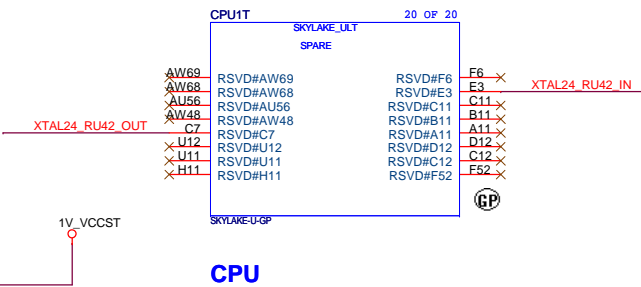 CPU1T 20 OF 20
SKYLAKE_ULT
SPARE
AW69 RSVD#AW69 RSVD#F6 F6
AW68 RSVD#AW68 RSVD#E3 E3 XTAL24_RU42_IN
AU56 RSVD#AU56 RSVD#C11 C11
AW48 RSVD#AW48 RSVD#B11 B11
XTAL24_RU42_OUT C7 RSVD#C7 RSVD#A11 A11
U12 RSVD#U12 RSVD#D12 D12
U11 RSVD#U11 RSVD#C12 C12
H11 RSVD#H11 RSVD#F52 F52
GP
SKYLAKE-U-GP
1V_VCCST
CPU